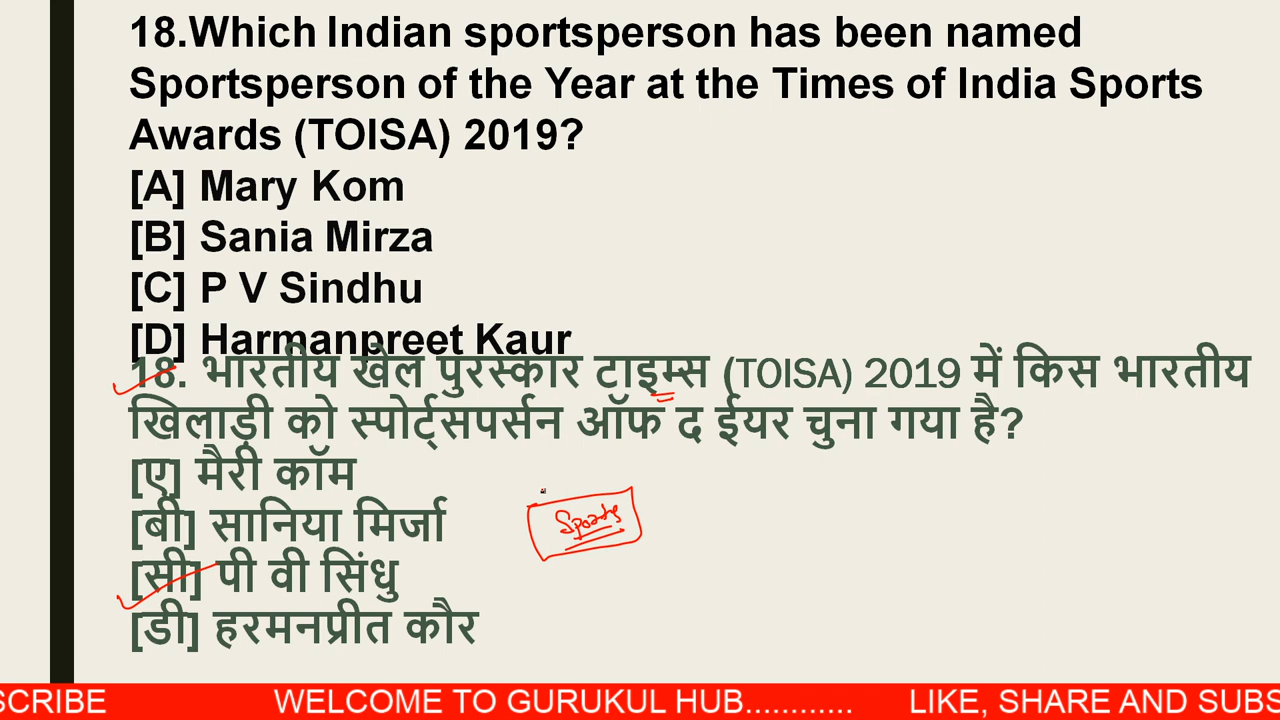 18.Which Indian sportsperson has been named
Sportsperson of the Year at the Times of India Sports
Awards (TOISA) 2019?
[A] Mary Kom
[B] Sania Mirza
[C] P V Sindhu
[D] Harmanpreet Kaur
18. भारतीय खेल पुरस्कार टाइम्स (TOISA) 2019 में किस भारतीय
खिलाड़ी को स्पोर्ट्सपर्सन ऑफ द ईयर चुना गया है?
[ए] मैरी कॉम
[बी] सानिया मिर्जा
Sports
[सी] पी वी सिंधु
[डी] हरमनप्रीत कौर
SCRIBE WELCOME TO GURUKUL HUB............ LIKE, SHARE AND SUBS